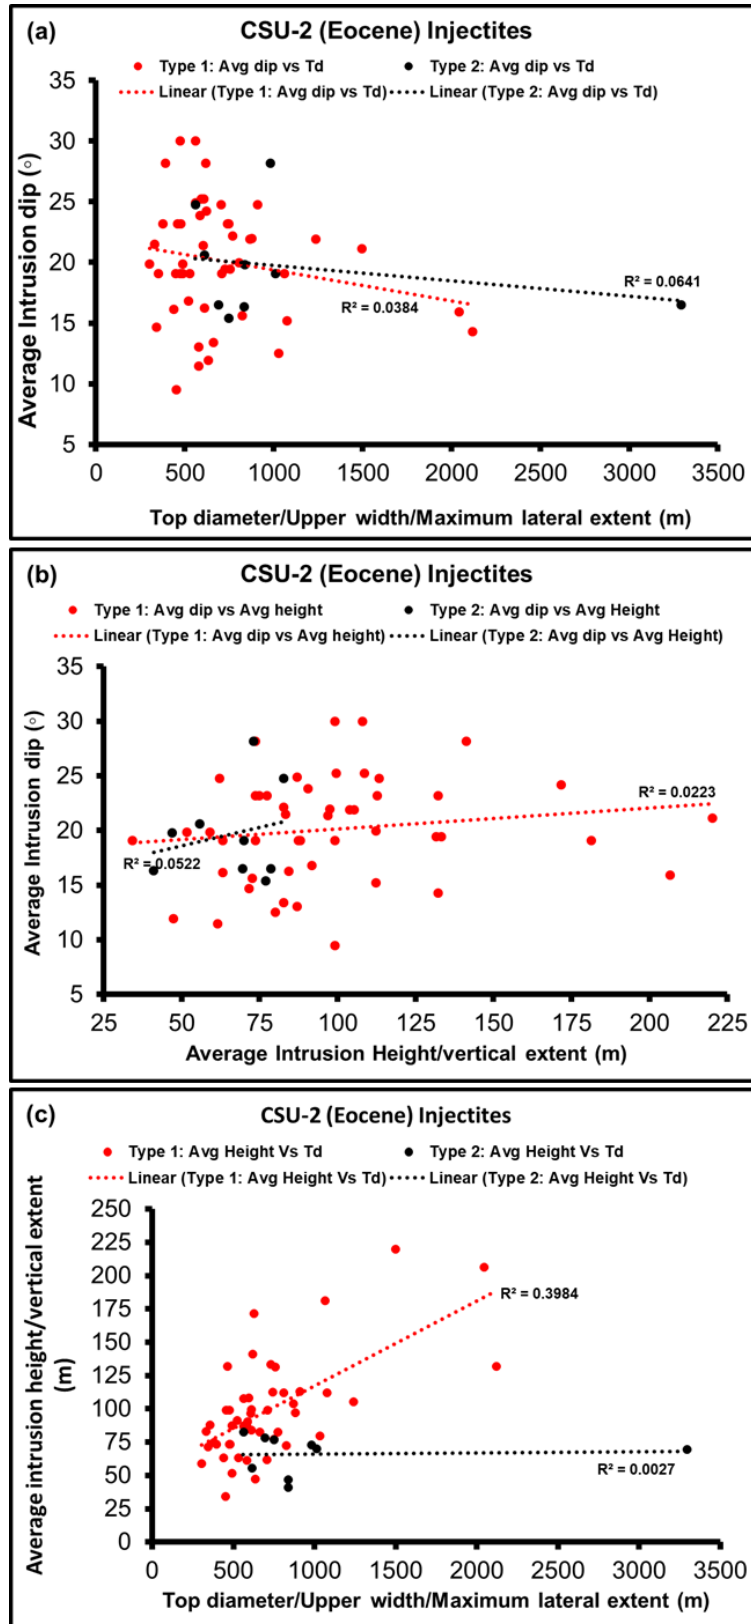 (a)
CSU-2 (Eocene) Injectites
Type 1: Avg dip vs Td
Type 2: Avg dip vs Td
Linear (Type 1: Avg dip vs Td)
Linear (Type 2: Avg dip vs Td)
Average Intrusion dip (○)
35
30
25
20
15
10
5
R² = 0.0641
R² = 0.0384
0 500 1000 1500 2000 2500 3000 3500
Top diameter/Upper width/Maximum lateral extent (m)
(b)
CSU-2 (Eocene) Injectites
Type 1: Avg dip vs Avg height
Type 2: Avg dip vs Avg Height
Linear (Type 1: Avg dip vs Avg height)
Linear (Type 2: Avg dip vs Avg Height)
Average Intrusion dip (○)
35
30
25
20
15
10
5
R² = 0.0223
R² = 0.0522
25 50 75 100 125 150 175 200 225
Average Intrusion Height/vertical extent (m)
(c)
CSU-2 (Eocene) Injectites
Type 1: Avg Height Vs Td
Type 2: Avg Height Vs Td
Linear (Type 1: Avg Height Vs Td)
Linear (Type 2: Avg Height Vs Td)
Average intrusion height/vertical extent
(m)
250
225
200
175
150
125
100
75
50
25
0
R² = 0.3984
R² = 0.0027
0 500 1000 1500 2000 2500 3000 3500
Top diameter/Upper width/Maximum lateral extent (m)